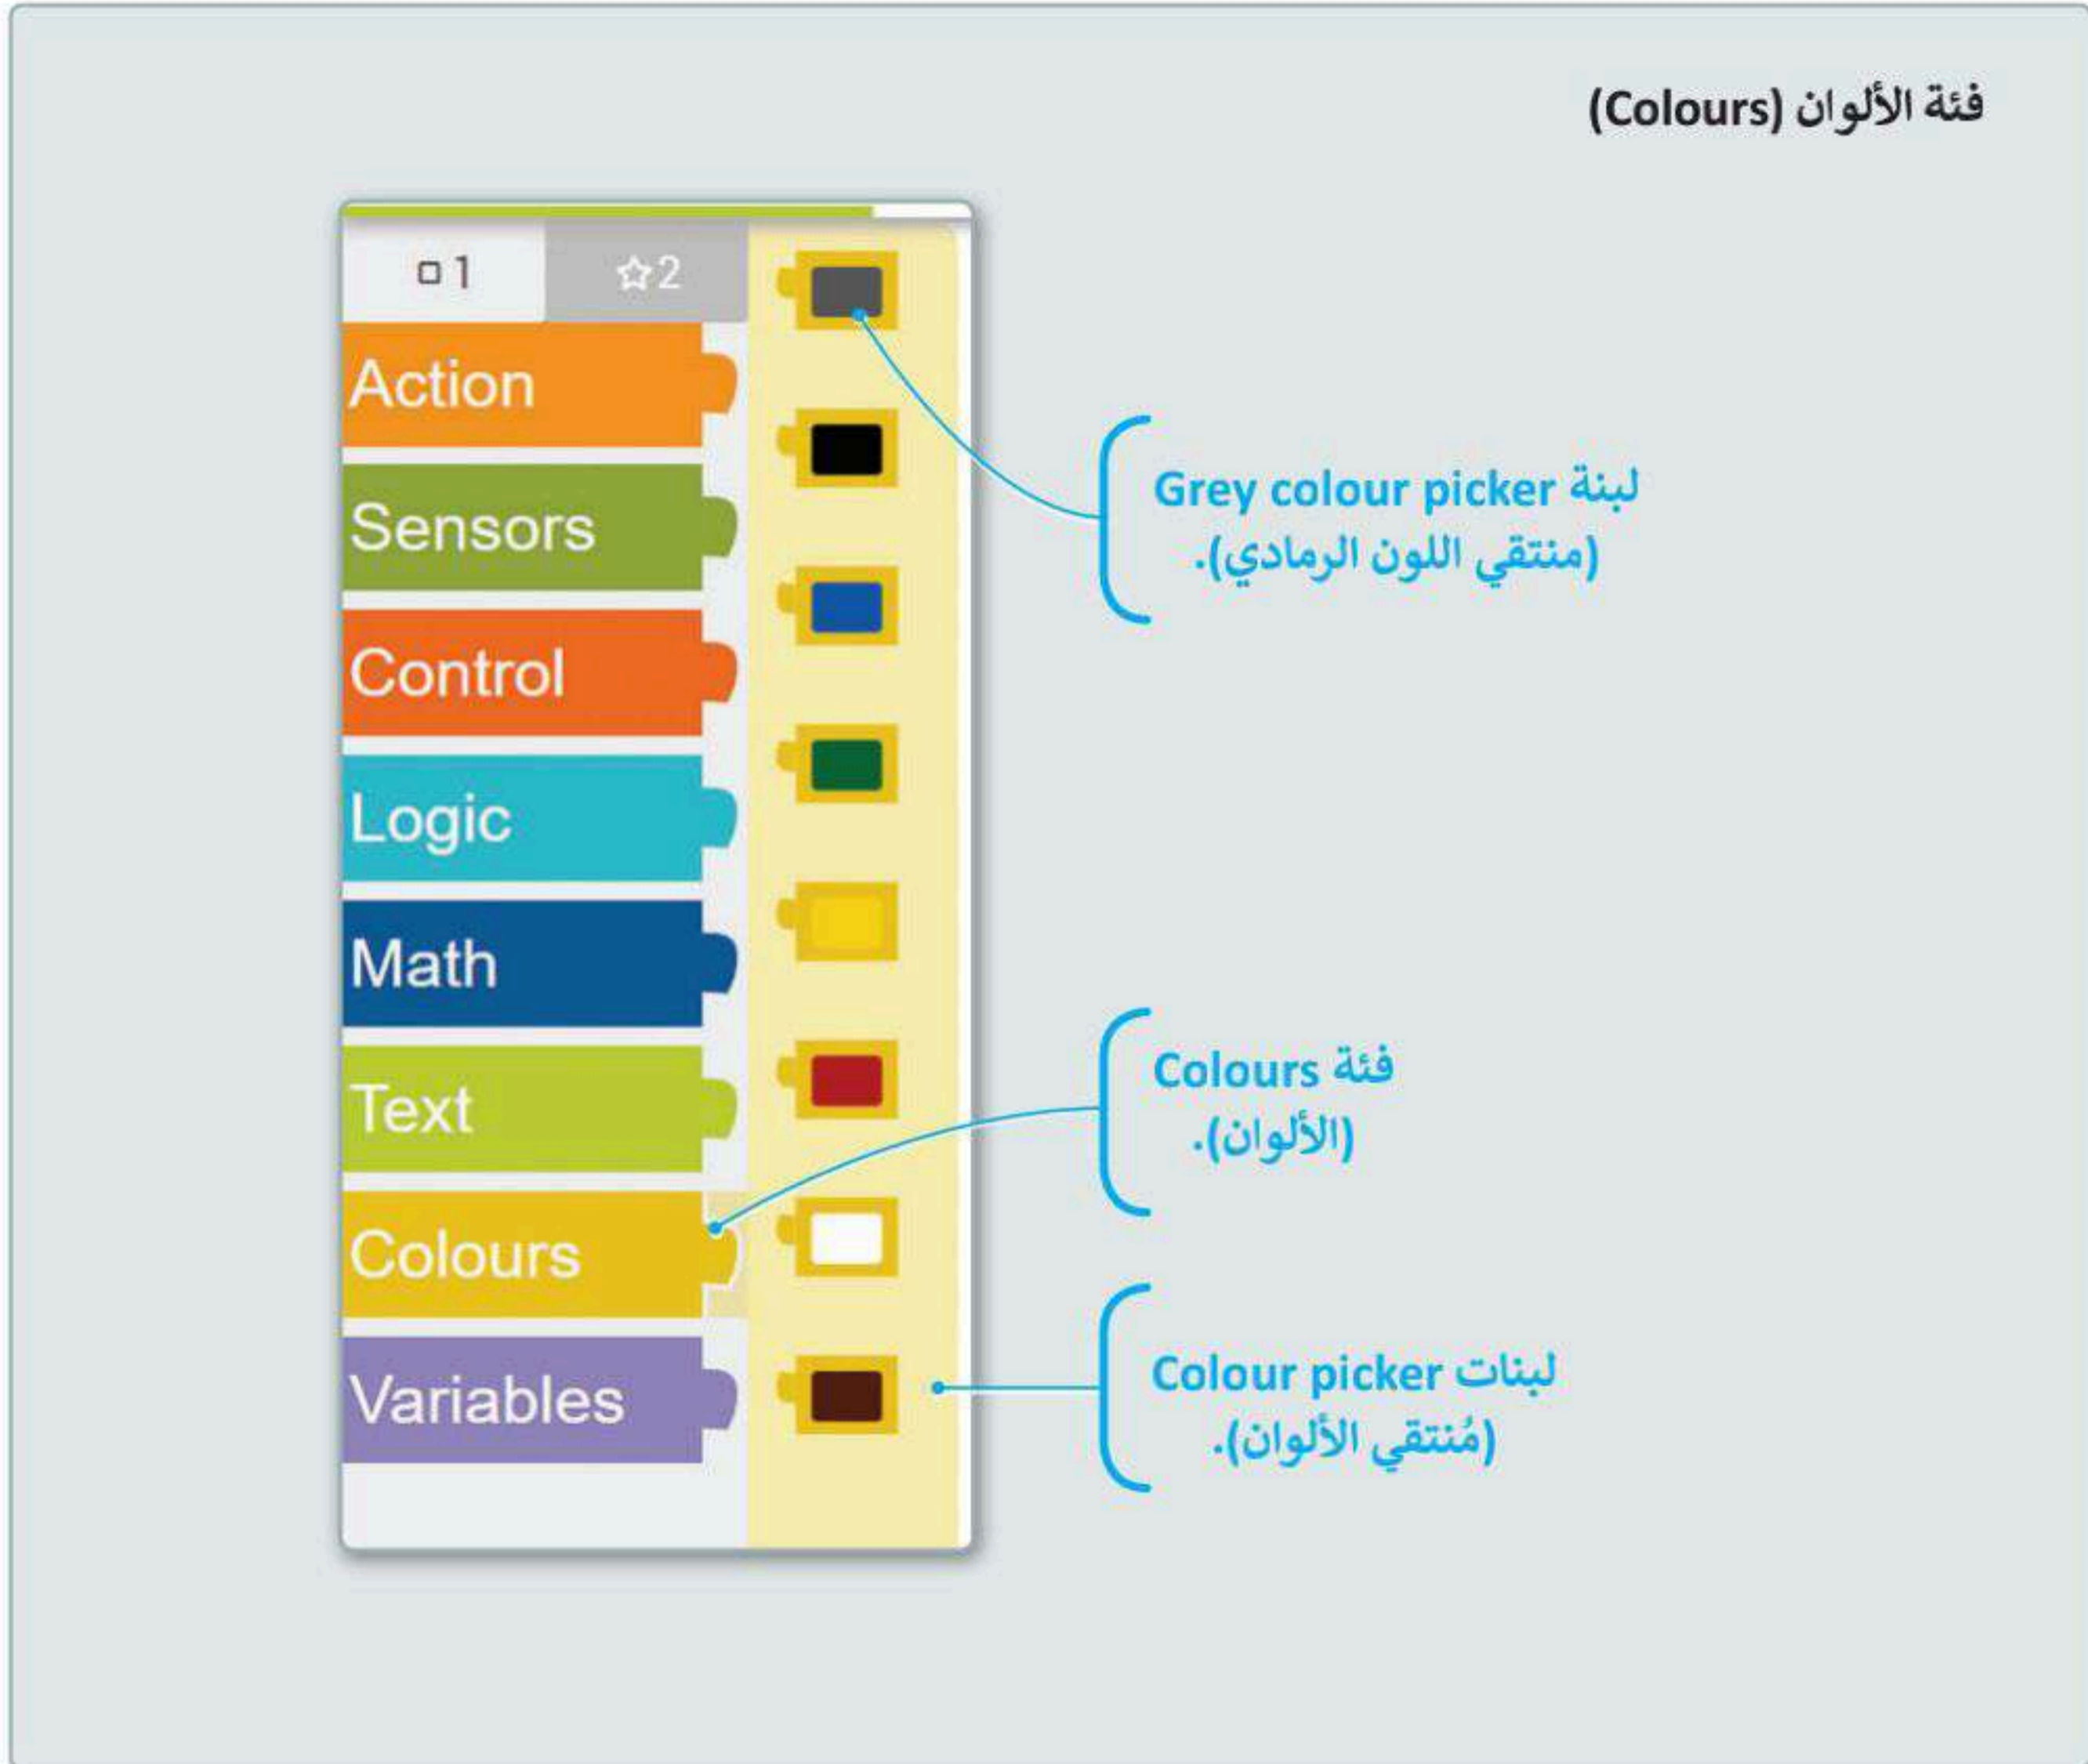 فئة الألوان (Colours)
1 2
Action
Sensors
Control
Logic
Math
Text
Colours
Variables
لبنة Grey colour picker
(منتقي اللون الرمادي).
فئة Colours
(الألوان).
لبنات Colour picker
(مُنتقي الألوان).